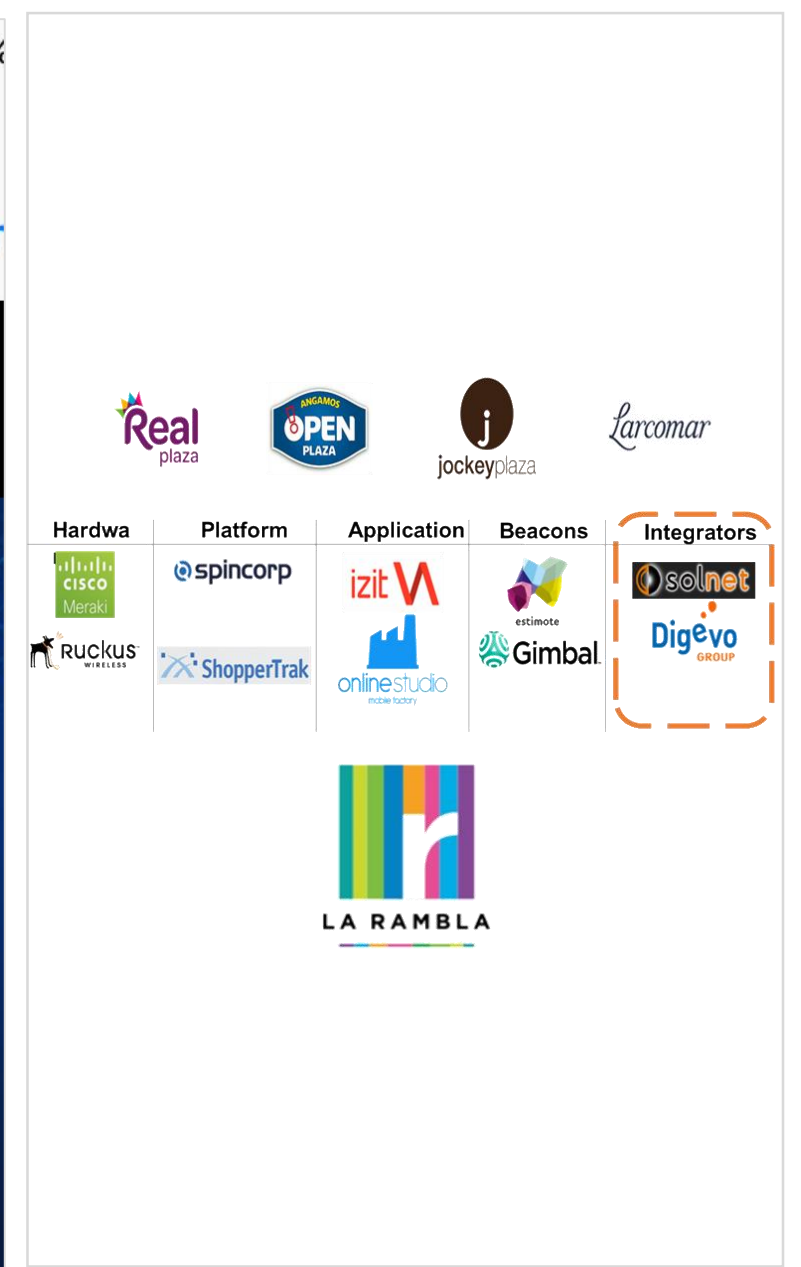 Real
plaza
ANGAMOS
OPEN
PLAZA
j
jockeyplaza
Larcomar
Hardwa
Platform
Application
Beacons
Integrators
CISCO
Meraki
spincorp
izit
estimote
solnet
RUCKUS
WIRELESS
ShopperTrak
onlinestudio
mobile factory
Gimbal
Digevo
GROUP
r
LA RAMBLA